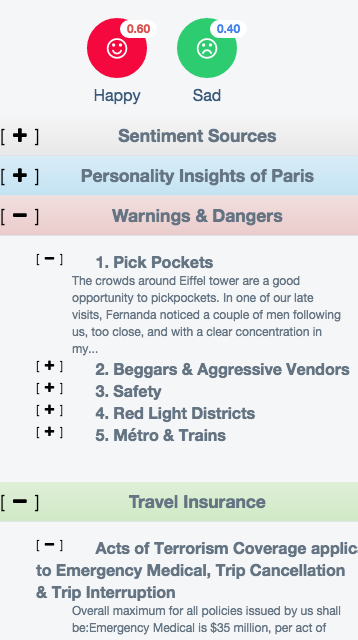 0.60 0.40
Happy Sad
[ + ] Sentiment Sources
[ + ] Personality Insights of Paris
[ − ] Warnings & Dangers
[ − ] 1. Pick Pockets
The crowds around Eiffel tower are a good
opportunity to pickpockets. In one of our late
visits, Fernanda noticed a couple of men following
us, too close, and with a clear concentration in
my...
[ + ] 2. Beggars & Aggressive Vendors
[ + ] 3. Safety
[ + ] 4. Red Light Districts
[ + ] 5. Métro & Trains
[ − ] Travel Insurance
[ − ] Acts of Terrorism Coverage applic
to Emergency Medical, Trip Cancellation
& Trip Interruption
Overall maximum for all policies issued by us shall
be:Emergency Medical is $35 million, per act of